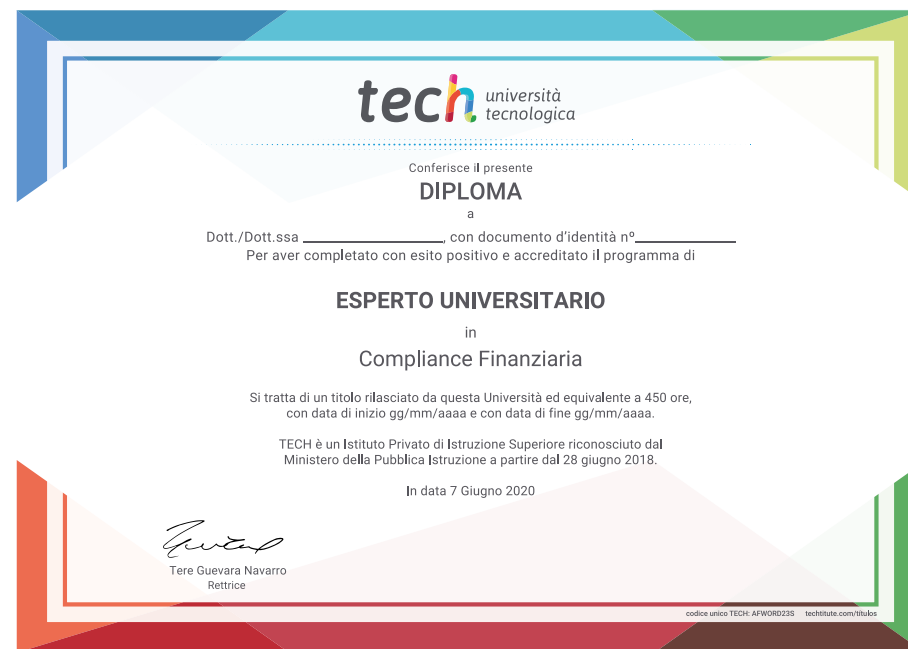 tech università
tecnologica
Conferisce il presente
DIPLOMA
a
Dott./Dott.ssa ____________________, con documento d'identità nº______________
Per aver completato con esito positivo e accreditato il programma di
ESPERTO UNIVERSITARIO
in
Compliance Finanziaria
Si tratta di un titolo rilasciato da questa Università ed equivalente a 450 ore,
con data di inizio gg/mm/aaaa e con data di fine gg/mm/aaaa.
TECH è un Istituto Privato di Istruzione Superiore riconosciuto dal
Ministero della Pubblica Istruzione a partire dal 28 giugno 2018.
In data 7 Giugno 2020
Tere Guevara Navarro
Rettrice
codice unico TECH: AFWORD23S techtitute.com/títulos